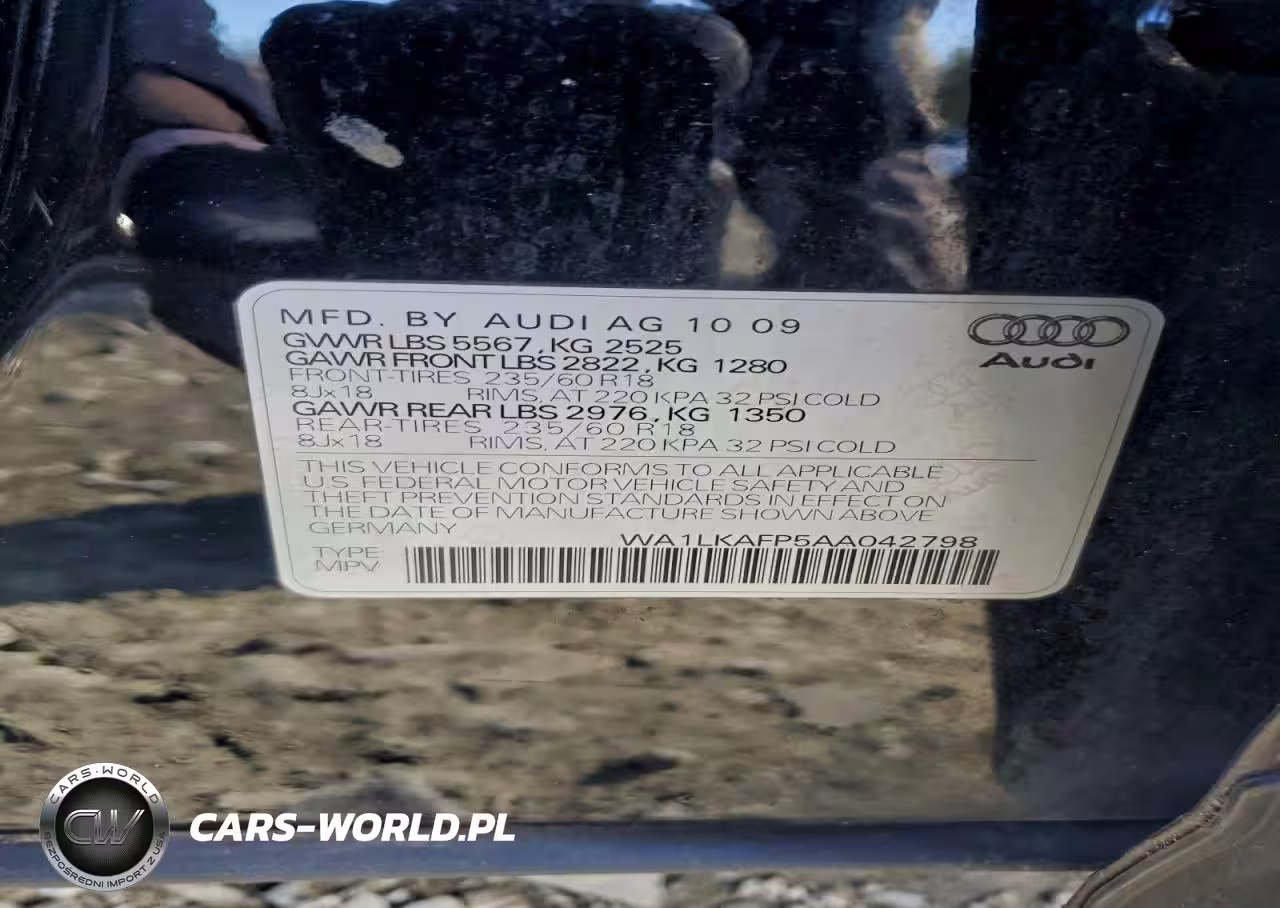 MFD. BY AUDI AG 10 09
GVWR LBS 5567, KG 2525
GAWR FRONT LBS 2822, KG 1280
FRONT-TIRES 235/60 R18
8Jx18 RIMS, AT 220 KPA 32 PSI COLD
GAWR REAR LBS 2976, KG 1350
REAR-TIRES 235/60 R18
8Jx18 RIMS, AT 220 KPA 32 PSI COLD
Audi
THIS VEHICLE CONFORMS TO ALL APPLICABLE
U.S. FEDERAL MOTOR VEHICLE SAFETY AND
THEFT PREVENTION STANDARDS IN EFFECT ON
THE DATE OF MANUFACTURE SHOWN ABOVE
GERMANY
WA1LKAFP5AA042798
TYPE
MPV
CARS-WORLD
CW
BEZPOŚREDNI IMPORT Z USA
CARS-WORLD.PL